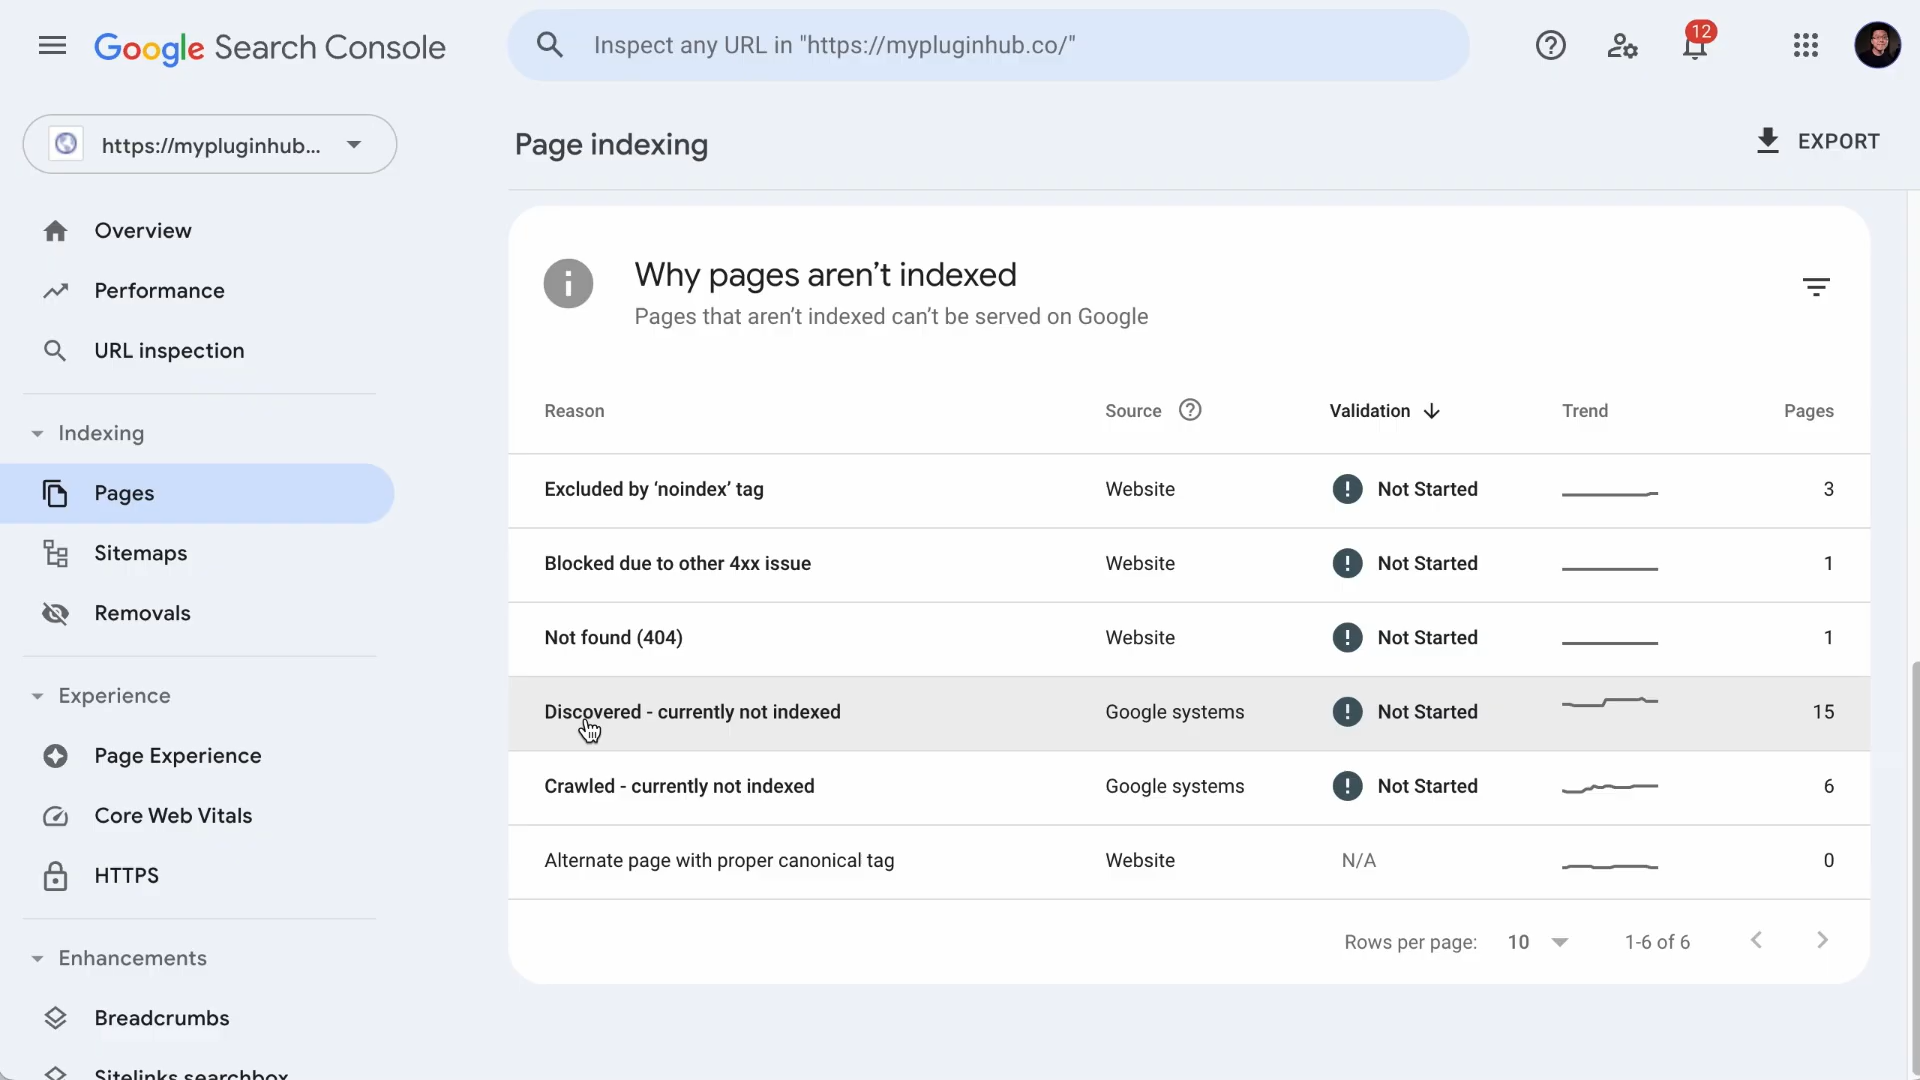 Google Search Console
Inspect any URL in "https://mypluginhub.co/"
12
https://mypluginhub...
Page indexing
EXPORT
Overview
Performance
URL inspection
Indexing
Pages
Sitemaps
Removals
Experience
Page Experience
Core Web Vitals
HTTPS
Enhancements
Breadcrumbs
Sitelinks searchbox
Why pages aren’t indexed
Pages that aren’t indexed can’t be served on Google
Reason Source Validation Trend Pages
Excluded by ‘noindex’ tag Website Not Started 3
Blocked due to other 4xx issue Website Not Started 1
Not found (404) Website Not Started 1
Discovered - currently not indexed Google systems Not Started 15
Crawled - currently not indexed Google systems Not Started 6
Alternate page with proper canonical tag Website N/A 0
Rows per page: 10 1-6 of 6